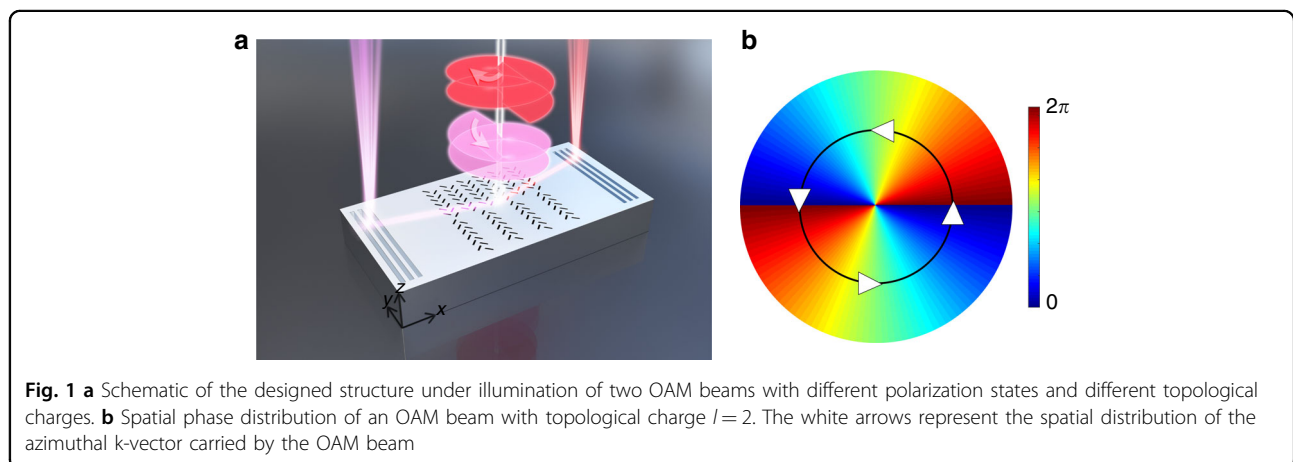 a
b
z
y
x
2π
0
Fig. 1 a Schematic of the designed structure under illumination of two OAM beams with different polarization states and different topological
charges. b Spatial phase distribution of an OAM beam with topological charge l = 2. The white arrows represent the spatial distribution of the
azimuthal k-vector carried by the OAM beam